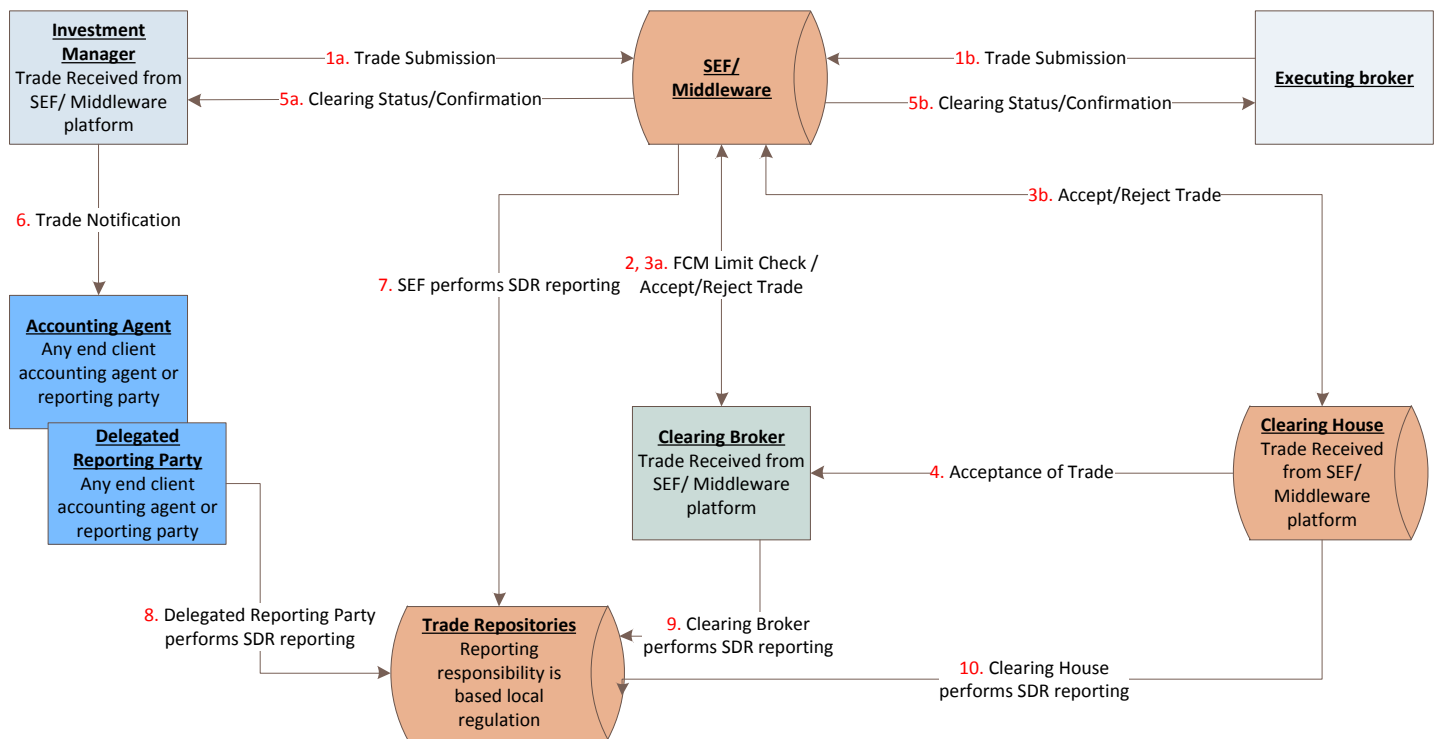 Investment
Manager
Trade Received from
SEF/ Middleware
platform
1a. Trade Submission
5a. Clearing Status/Confirmation
SEF/
Middleware
1b. Trade Submission
5b. Clearing Status/Confirmation
Executing broker
6. Trade Notification
3b. Accept/Reject Trade
2, 3a. FCM Limit Check /
Accept/Reject Trade
7. SEF performs SDR reporting
Accounting Agent
Any end client
accounting agent or
reporting party
Delegated
Reporting Party
Any end client
accounting agent or
reporting party
Clearing Broker
Trade Received from
SEF/ Middleware
platform
4. Acceptance of Trade
Clearing House
Trade Received
from SEF/
Middleware
platform
8. Delegated Reporting Party
performs SDR reporting
Trade Repositories
Reporting
responsibility is
based local
regulation
9. Clearing Broker
performs SDR reporting
10. Clearing House
performs SDR reporting